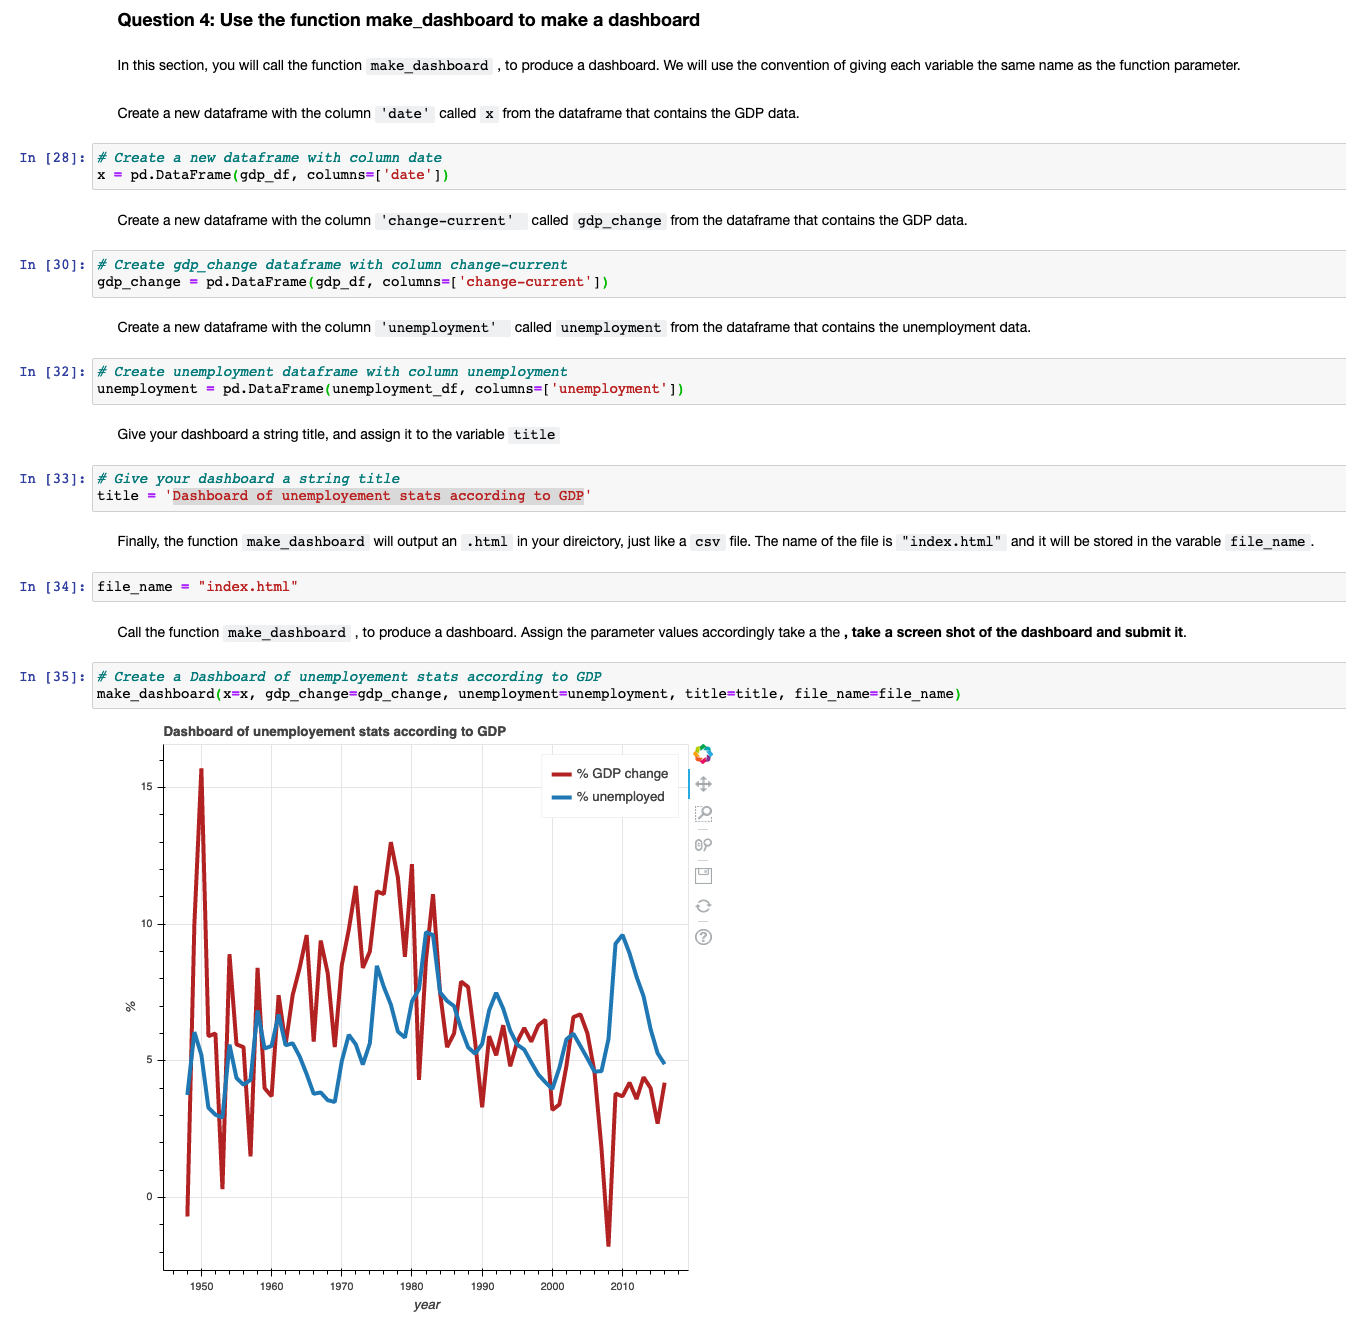 Question 4: Use the function make_dashboard to make a dashboard
In this section, you will call the function make_dashboard , to produce a dashboard. We will use the convention of giving each variable the same name as the function parameter.
Create a new dataframe with the column 'date' called x from the dataframe that contains the GDP data.
In [28]: # Create a new dataframe with column date
x = pd.DataFrame(gdp_df, columns=['date'])
Create a new dataframe with the column 'change-current' called gdp_change from the dataframe that contains the GDP data.
In [30]: # Create gdp_change dataframe with column change-current
gdp_change = pd.DataFrame(gdp_df, columns=['change-current'])
Create a new dataframe with the column 'unemployment' called unemployment from the dataframe that contains the unemployment data.
In [32]: # Create unemployment dataframe with column unemployment
unemployment = pd.DataFrame(unemployment_df, columns=['unemployment'])
Give your dashboard a string title, and assign it to the variable title
In [33]: # Give your dashboard a string title
title = 'Dashboard of unemployement stats according to GDP'
Finally, the function make_dashboard will output an .html in your direictory, just like a csv file. The name of the file is "index.html" and it will be stored in the varable file_name .
In [34]: file_name = "index.html"
Call the function make_dashboard , to produce a dashboard. Assign the parameter values accordingly take a the , take a screen shot of the dashboard and submit it.
In [35]: # Create a Dashboard of unemployement stats according to GDP
make_dashboard(x=x, gdp_change=gdp_change, unemployment=unemployment, title=title, file_name=file_name)
Dashboard of unemployement stats according to GDP
% GDP change
% unemployed
15
10
5
0
%
1950 1960 1970 1980 1990 2000 2010
year